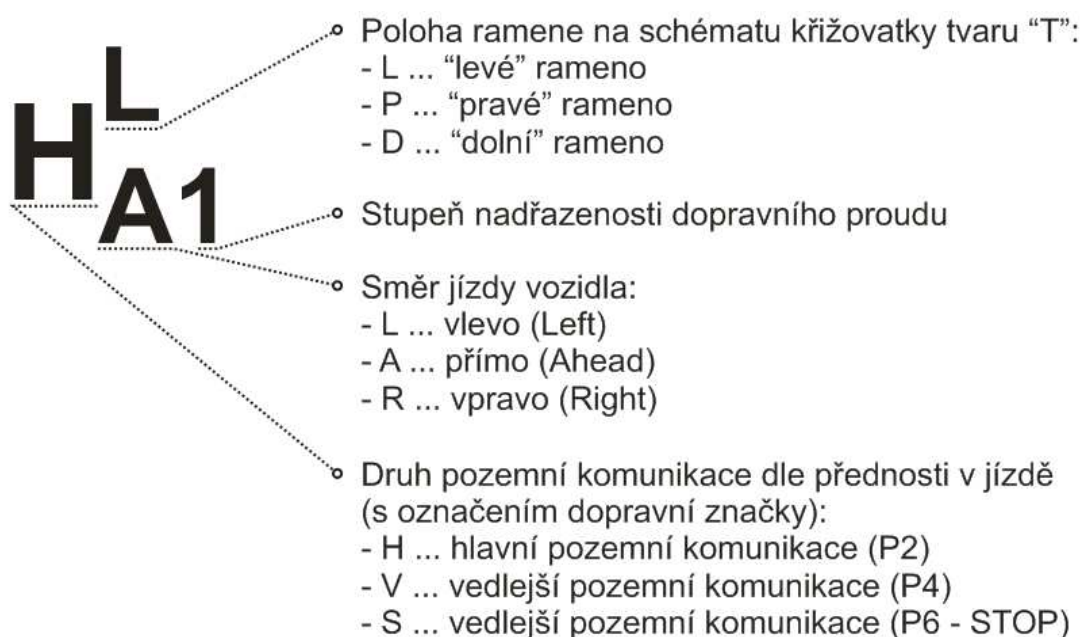 H L A1
Poloha ramene na schématu křižovatky tvaru “T”:
- L ... “levé” rameno
- P ... “pravé” rameno
- D ... “dolní” rameno
Stupeň nadřazenosti dopravního proudu
Směr jízdy vozidla:
- L ... vlevo (Left)
- A ... přímo (Ahead)
- R ... vpravo (Right)
Druh pozemní komunikace dle přednosti v jízdě
(s označením dopravní značky):
- H ... hlavní pozemní komunikace (P2)
- V ... vedlejší pozemní komunikace (P4)
- S ... vedlejší pozemní komunikace (P6 - STOP)